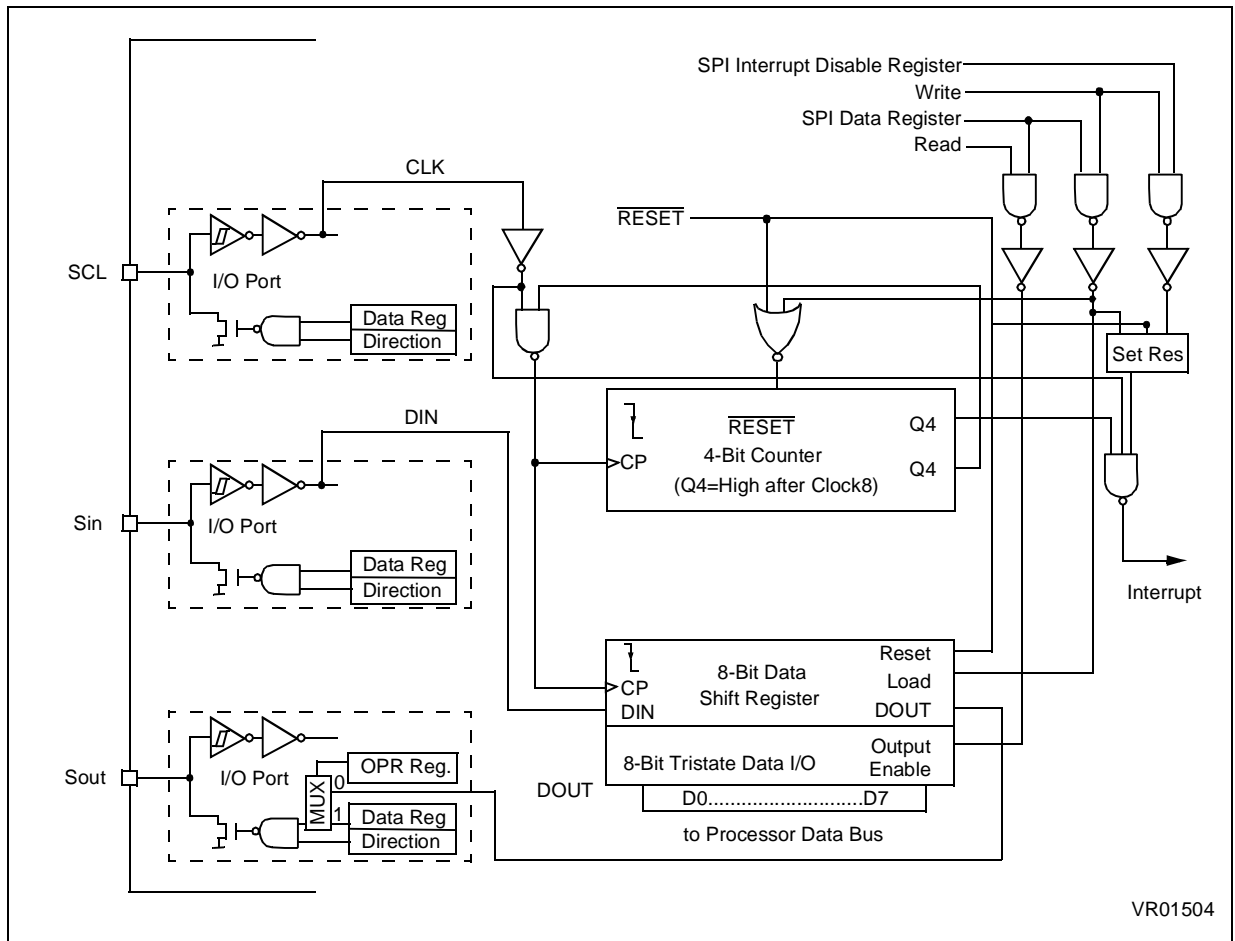 SPI Interrupt Disable Register
Write
SPI Data Register
Read
CLK
RESET
SCL
I/O Port
Data Reg
Direction
Set Res
DIN
RESET
Q4
CP
4-Bit Counter
Q4
(Q4=High after Clock8)
Sin
I/O Port
Data Reg
Direction
Interrupt
Reset
8-Bit Data
Load
CP
Shift Register
DIN
DOUT
Sout
I/O Port
OPR Reg.
MUX
0
1
Data Reg
Direction
DOUT
8-Bit Tristate Data I/O
Output
Enable
D0............................D7
to Processor Data Bus
VR01504